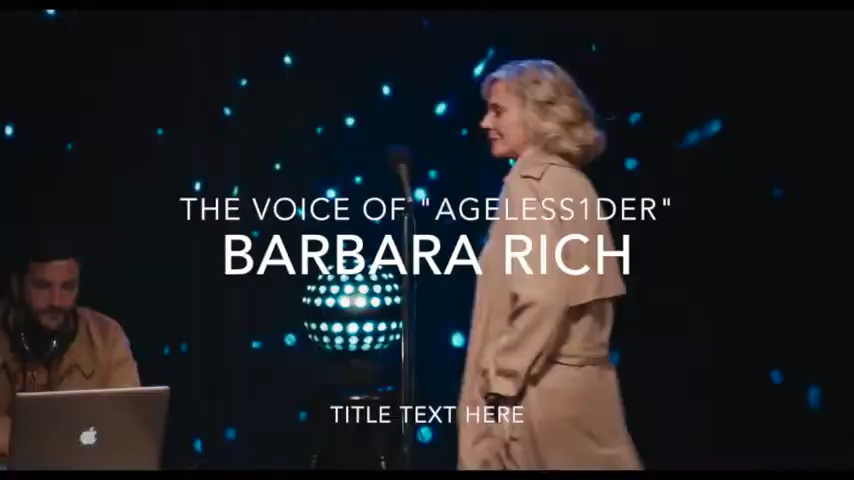 THE VOICE OF "AGELESS1DER"
BARBARA RICH
TITLE TEXT HERE